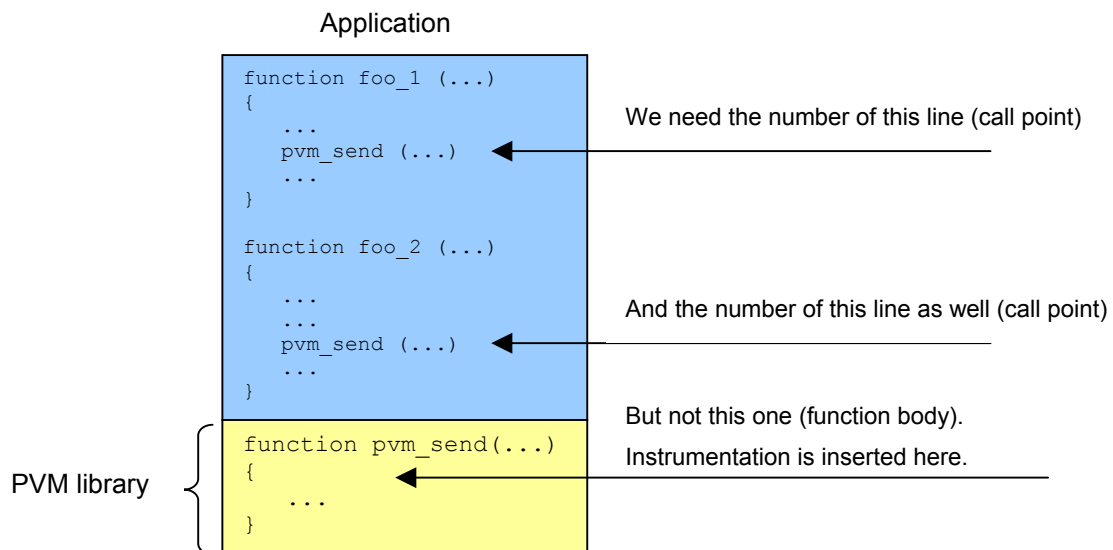 Application
function foo_1 (...)
{
...
pvm_send (...)
...
}
We need the number of this line (call point)
function foo_2 (...)
{
...
...
pvm_send (...)
...
}
And the number of this line as well (call point)
PVM library
function pvm_send(...)
{
...
}
But not this one (function body).
Instrumentation is inserted here.